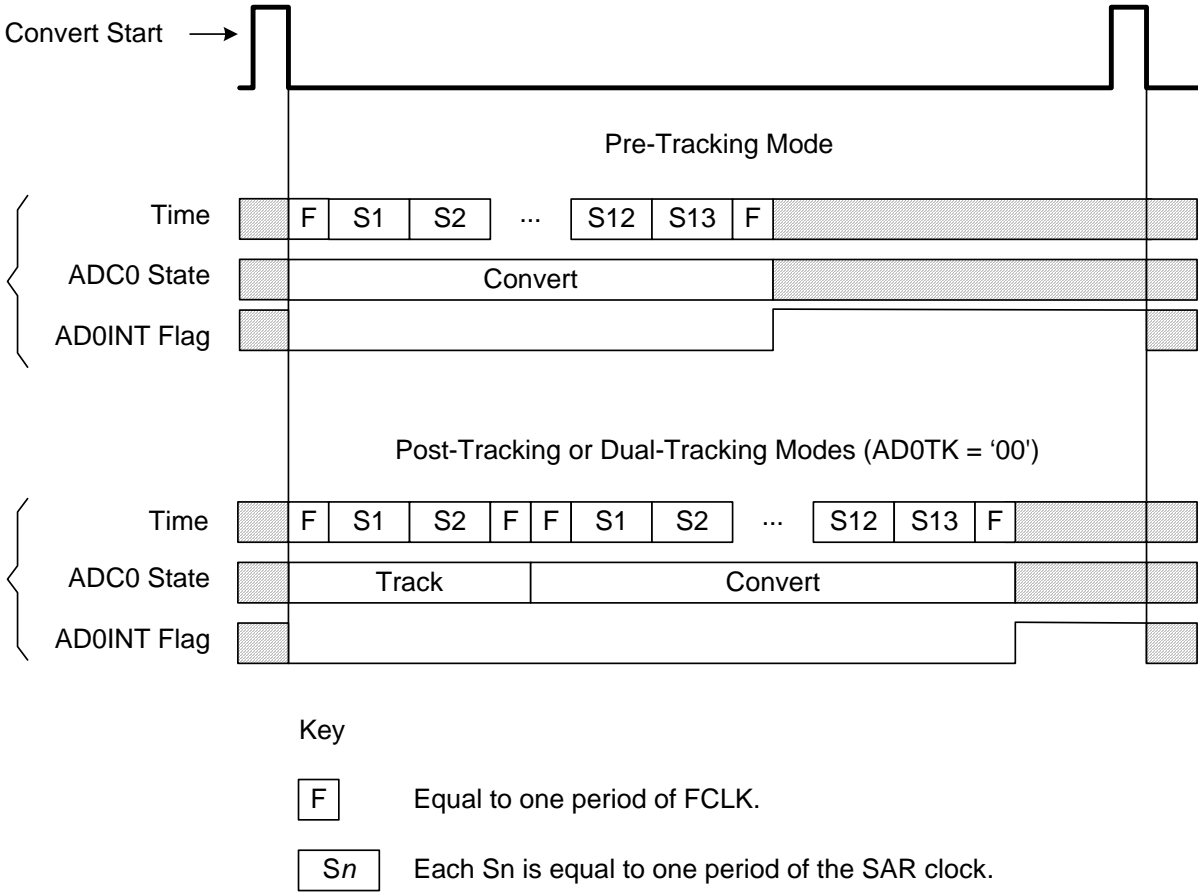 Convert Start
Pre-Tracking Mode
Time F S1 S2 ... S12 S13 F
ADC0 State Convert
AD0INT Flag
Post-Tracking or Dual-Tracking Modes (AD0TK = ‘00')
Time F S1 S2 F F S1 S2 ... S12 S13 F
ADC0 State Track Convert
AD0INT Flag
Key
F Equal to one period of FCLK.
Sn Each Sn is equal to one period of the SAR clock.